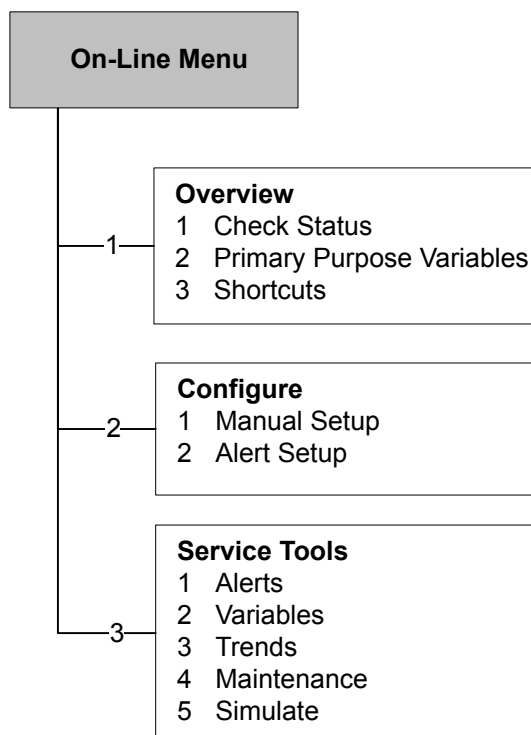 On-Line Menu
1
Overview
1 Check Status
2 Primary Purpose Variables
3 Shortcuts
2
Configure
1 Manual Setup
2 Alert Setup
3
Service Tools
1 Alerts
2 Variables
3 Trends
4 Maintenance
5 Simulate